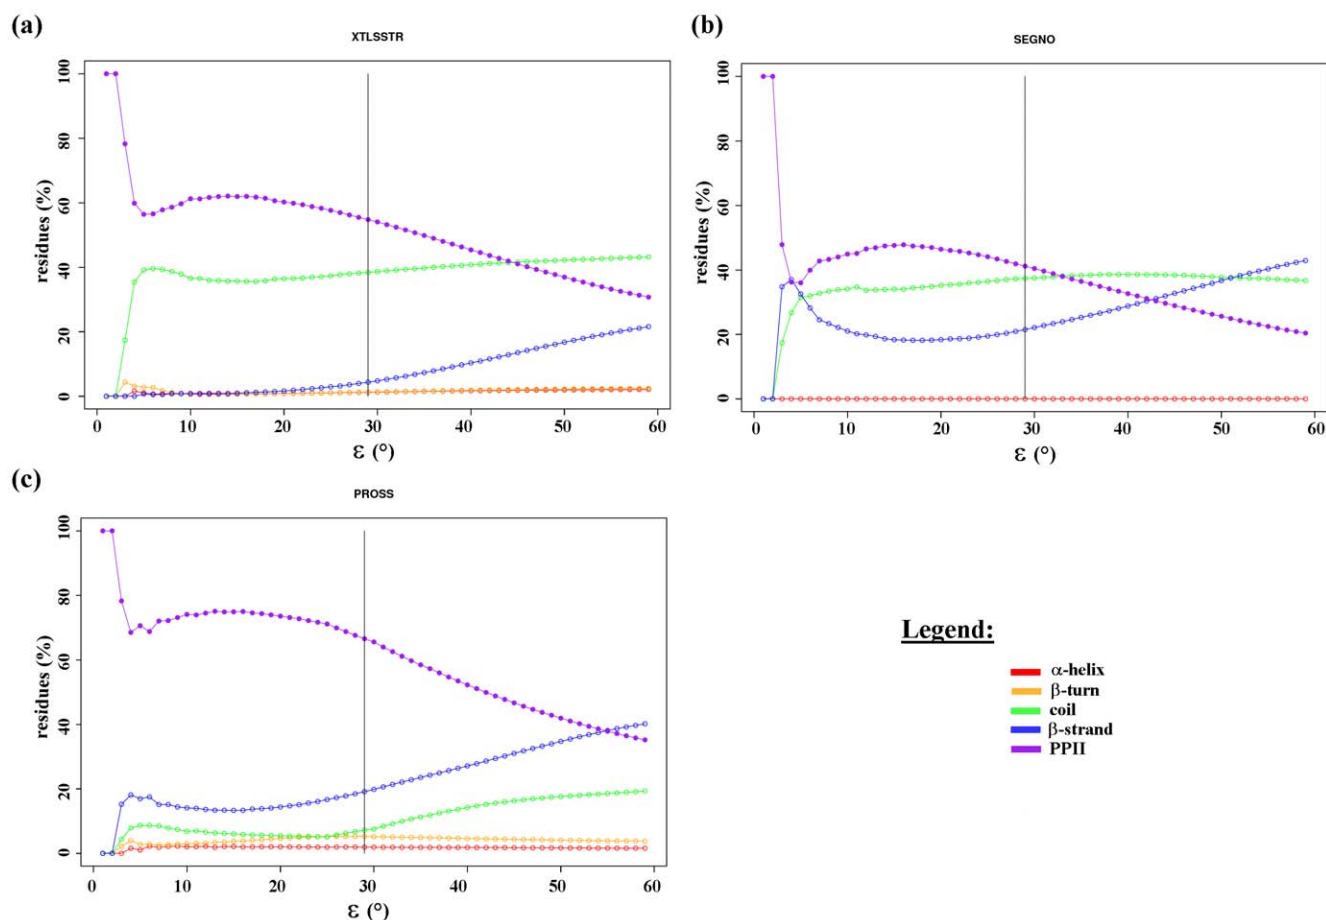 (a)
XTLSSTR
residues (%)
100
80
60
40
20
0
0 10 20 30 40 50 60
ε (°)
(b)
SEGNO
residues (%)
100
80
60
40
20
0
0 10 20 30 40 50 60
ε (°)
(c)
PROSS
residues (%)
100
80
60
40
20
0
0 10 20 30 40 50 60
ε (°)
Legend:
α-helix
β-turn
coil
β-strand
PPII